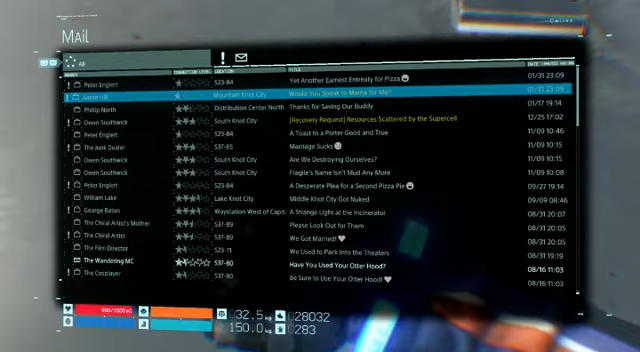 Mail
All
CONNECTION LEVEL LOCATION TITLE
Peter Englert S23-84 Yet Another Earnest Entreaty for Pizza 01/31 23:09
Aaron Hill Mountain Knot City Would You Speak to Mama for Me? 01/31 23:09
Phillip North Distribution Center North Thanks for Saving Our Buddy 01/17 19:14
Owen Southwick South Knot City [Recovery Request] Resources Scattered by the Supercell 12/25 17:02
Peter Englert S23-84 A Toast to a Porter Good and True 11/09 10:46
The Junk Dealer S37-65 Marriage Sucks 11/09 10:15
Owen Southwick South Knot City Are We Destroying Ourselves? 11/09 10:15
Owen Southwick South Knot City Fragile's Name Isn't Mud Any More 11/09 10:08
Peter Englert S23-84 A Desperate Plea for a Second Pizza Pie 09/27 19:14
William Lake Lake Knot City Middle Knot City Got Nuked 09/09 08:46
George Baton Waystation West of Capit. A Strange Light at the Incinerator 08/31 20:07
The Chiral Artist's Mother S37-89 Please Look Out for Them 08/31 20:05
The Chiral Artist S37-89 We Got Married! 08/31 20:05
The Film Director S23-71 We Used to Pack Into the Theaters 08/31 19:19
The Wandering MC S37-80 Have You Used Your Otter Hood? 08/16 11:03
The Cosplayer S37-80 Be Sure to Use Your Otter Hood! 08/16 11:03
032.5 028032
150.0 283